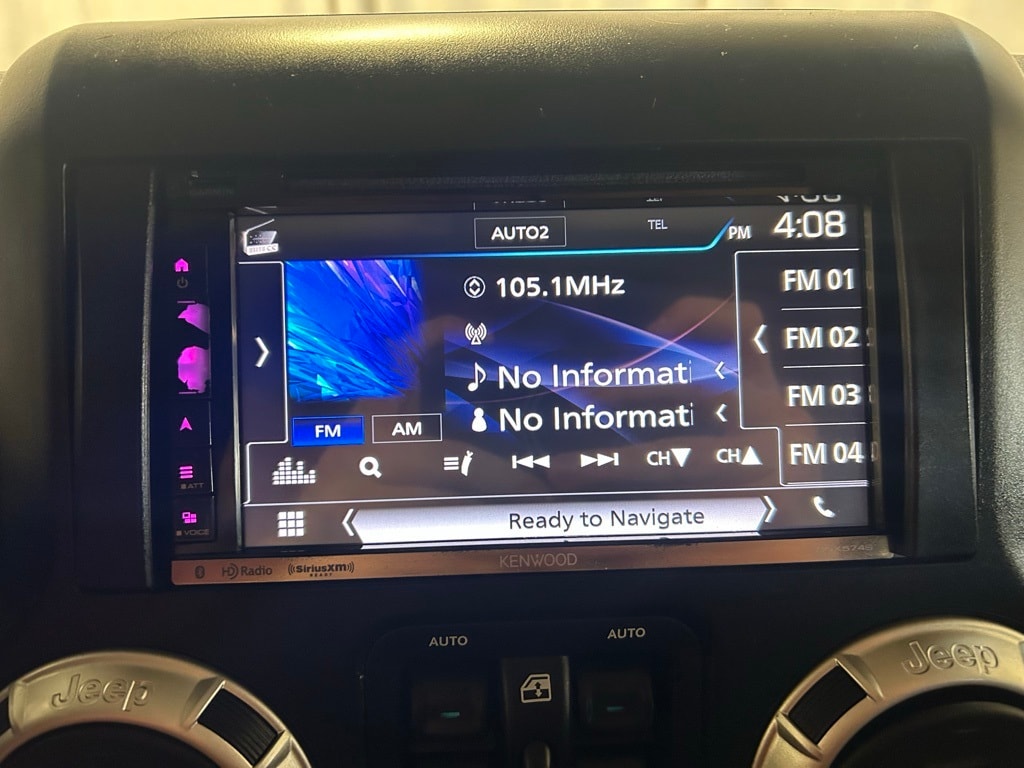 AUTO2
TEL
PM 4:08
105.1MHz
FM 01
FM 02
No Informati
FM 03
No Informati
FM AM
FM 04
CH▼ CH▲
ATT
Ready to Navigate
VOICE
KENWOOD
HD Radio
((SiriusXM))
READY
AUTO AUTO
Jeep Jeep